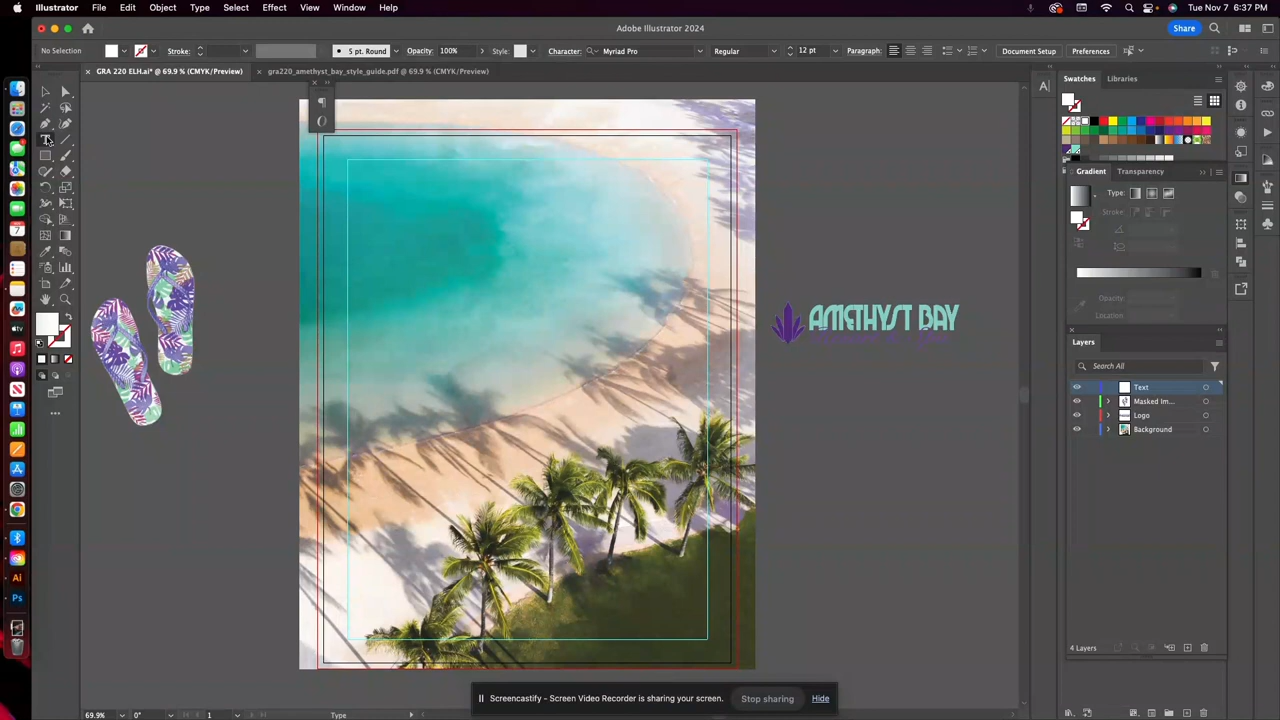 Illustrator File Edit Object Type Select Effect View Window Help
Tue Nov 7 6:37 PM
Adobe Illustrator 2024
Share
No Selection
Stroke:
5 pt. Round
Opacity: 100%
Style:
Character:
Myriad Pro
Regular
12 pt
Paragraph:
Document Setup
Preferences
GRA 220 ELH.ai* @ 69.9 % (CMYK/Preview)
gra220_amethyst_bay_style_guide.pdf @ 69.9 % (CMYK/Preview)
Swatches
Libraries
Gradient
Transparency
Type:
Stroke:
Opacity:
Location:
AMETHYST BAY
Layers
Search All
Text
Masked Im...
Logo
Background
4 Layers
Screencastify - Screen Video Recorder is sharing your screen.
Stop sharing
Hide
69.9%
0°
1
Type